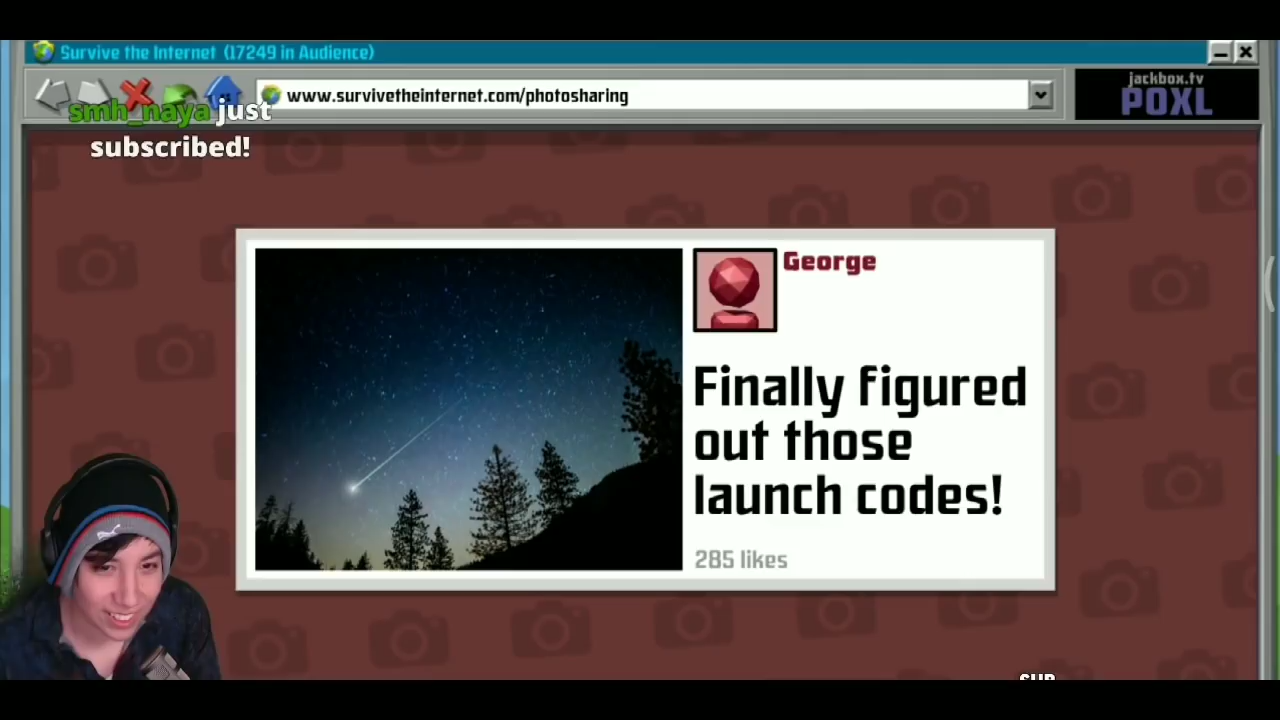 Survive the Internet (17249 in Audience)
www.survivetheinternet.com/photosharing
jackbox.tv
POXL
smh_naya just
subscribed!
George
Finally figured
out those
launch codes!
285 likes